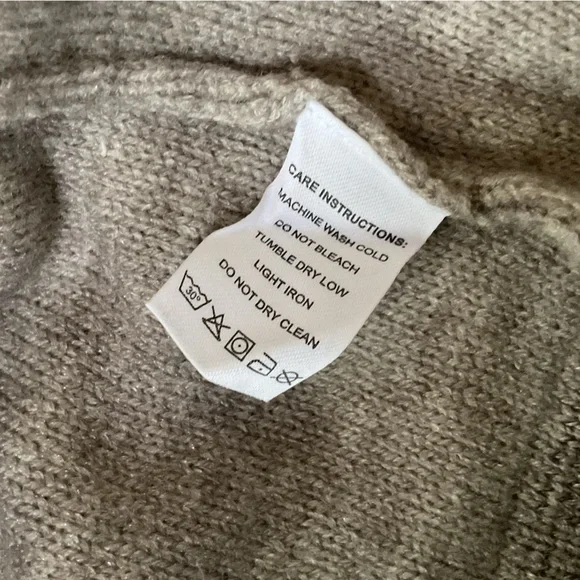 CARE INSTRUCTIONS:
MACHINE WASH COLD
DO NOT BLEACH
TUMBLE DRY LOW
LIGHT IRON
DO NOT DRY CLEAN
30°